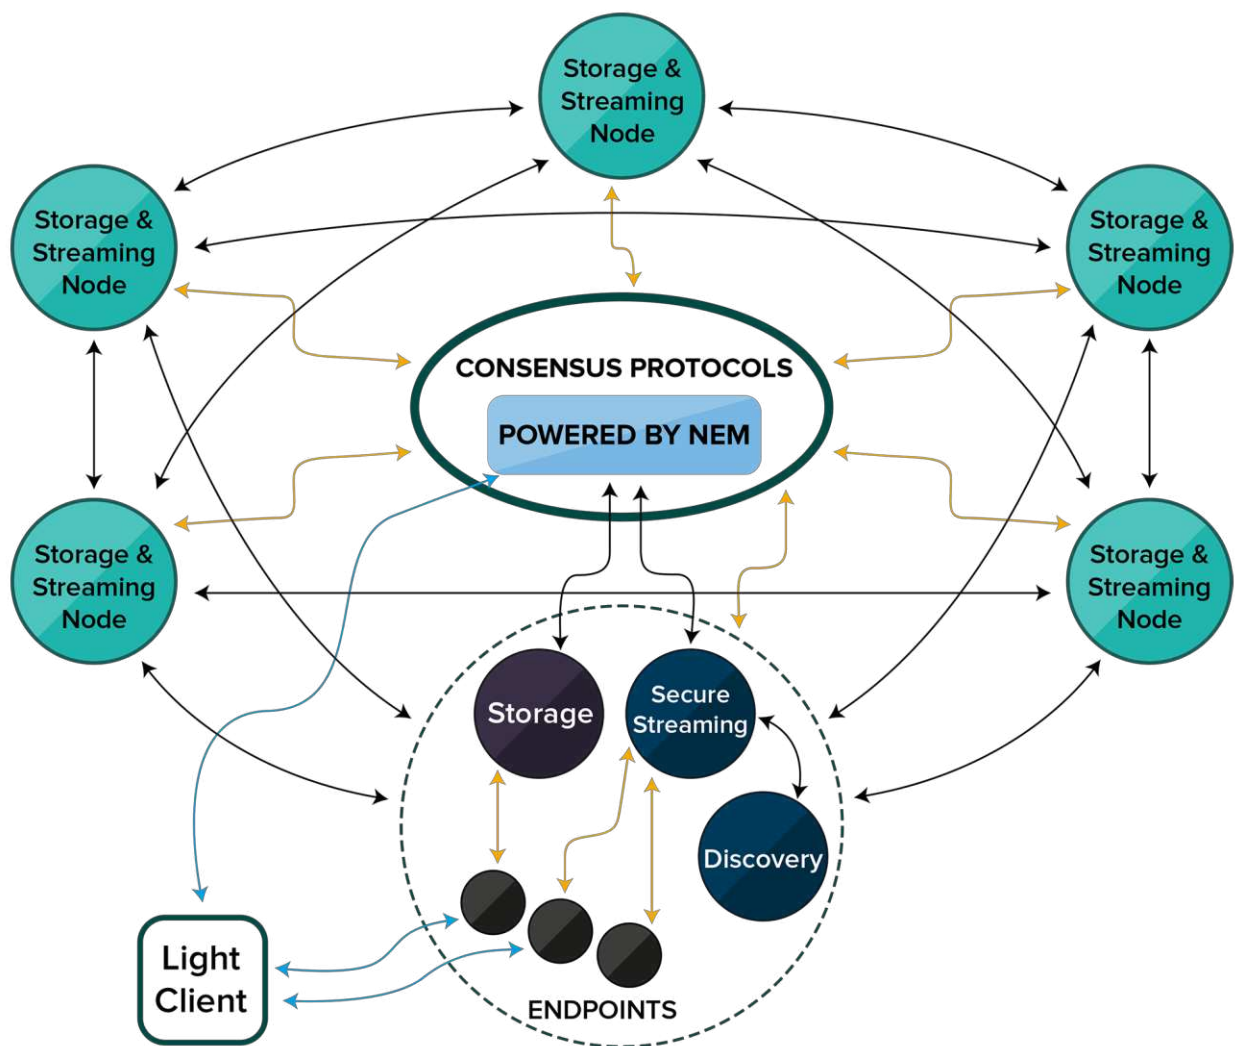 Storage &
Streaming
Node
Storage &
Streaming
Node
Storage &
Streaming
Node
CONSENSUS PROTOCOLS
POWERED BY NEM
Storage &
Streaming
Node
Storage &
Streaming
Node
Storage
Secure
Streaming
Discovery
Light
Client
ENDPOINTS